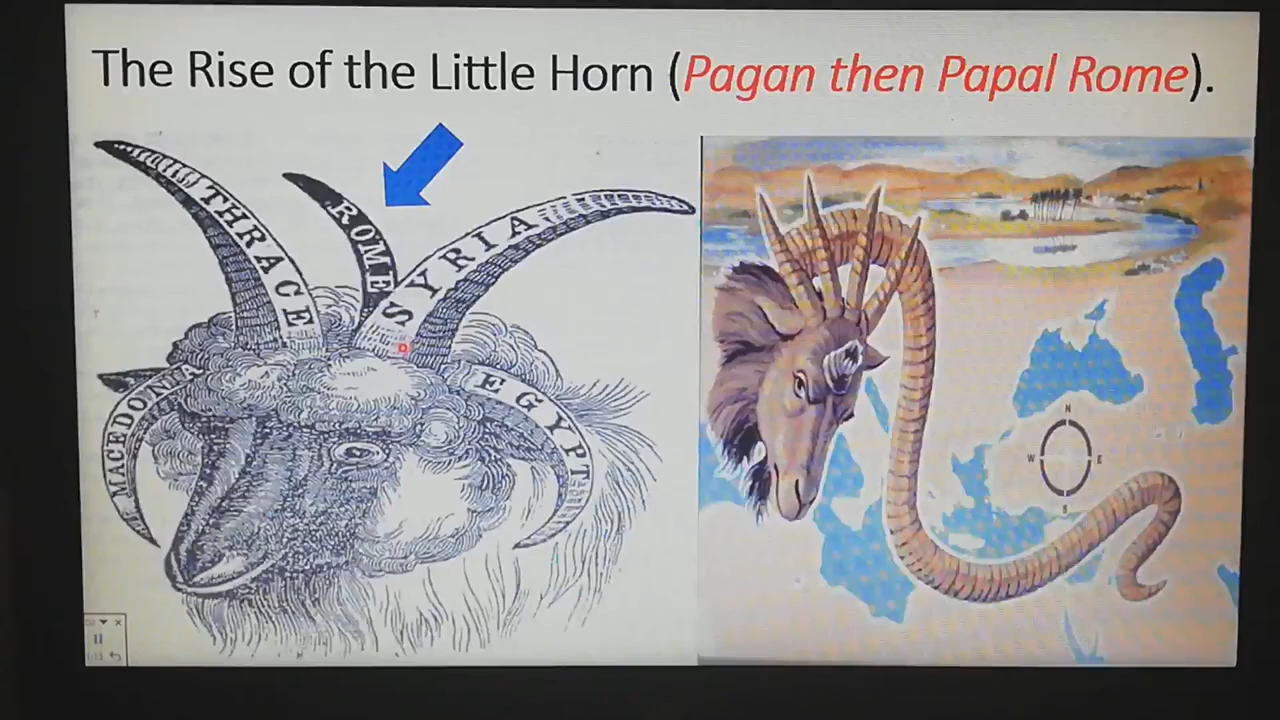 The Rise of the Little Horn (Pagan then Papal Rome).
THRACE
ROME
SYRIA
MACEDONIA
EGYPT
N
W
E
S